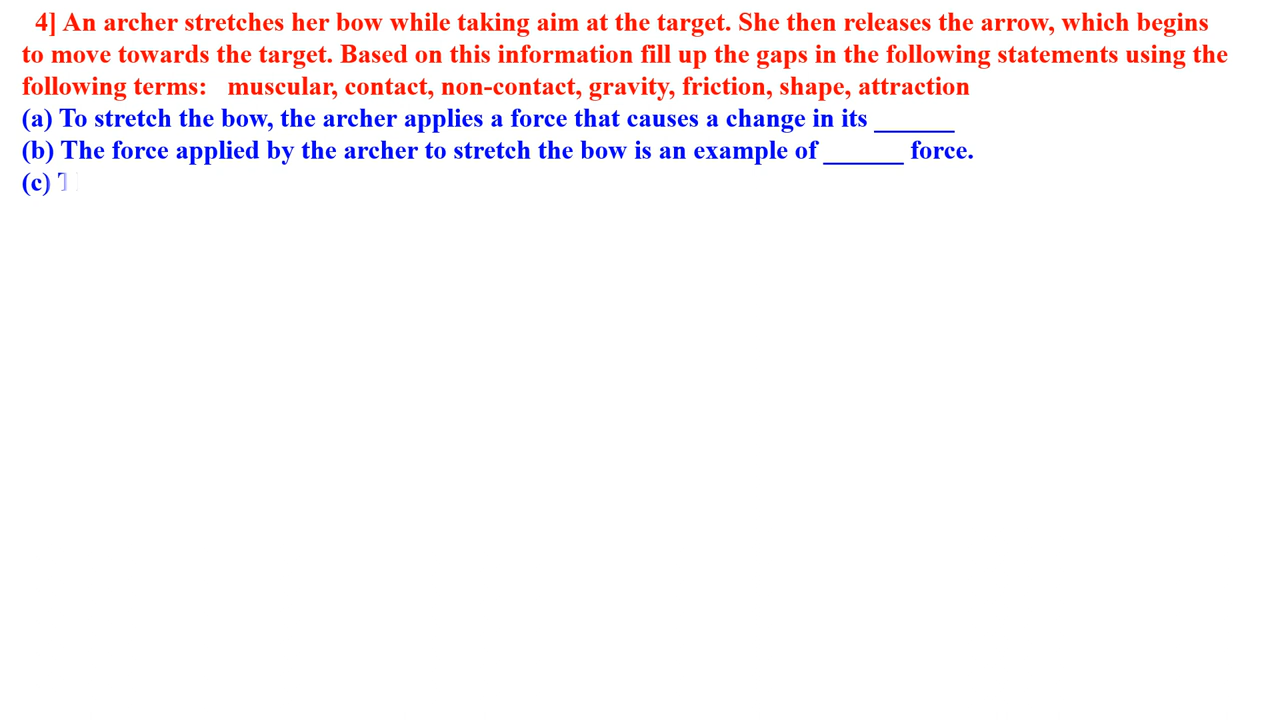 4] An archer stretches her bow while taking aim at the target. She then releases the arrow, which begins
to move towards the target. Based on this information fill up the gaps in the following statements using the
following terms: muscular, contact, non-contact, gravity, friction, shape, attraction
(a) To stretch the bow, the archer applies a force that causes a change in its ______
(b) The force applied by the archer to stretch the bow is an example of ______ force.
(c)